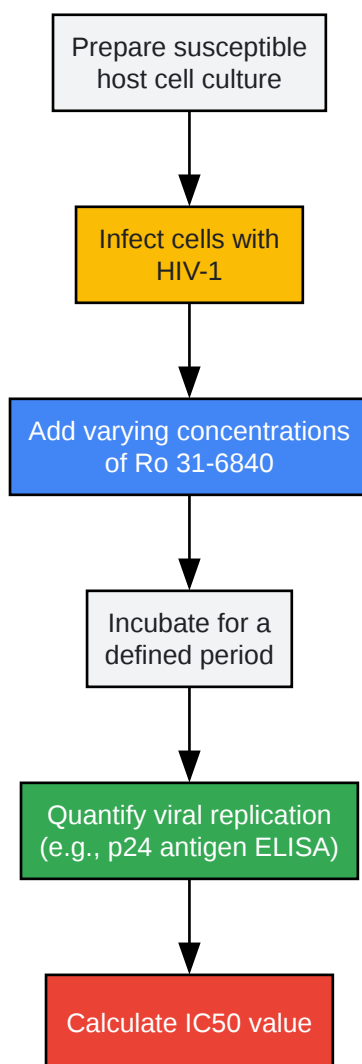 Prepare susceptible
host cell culture
Infect cells with
HIV-1
Add varying concentrations
of Ro 31-6840
Incubate for a
defined period
Quantify viral replication
(e.g., p24 antigen ELISA)
Calculate IC50 value